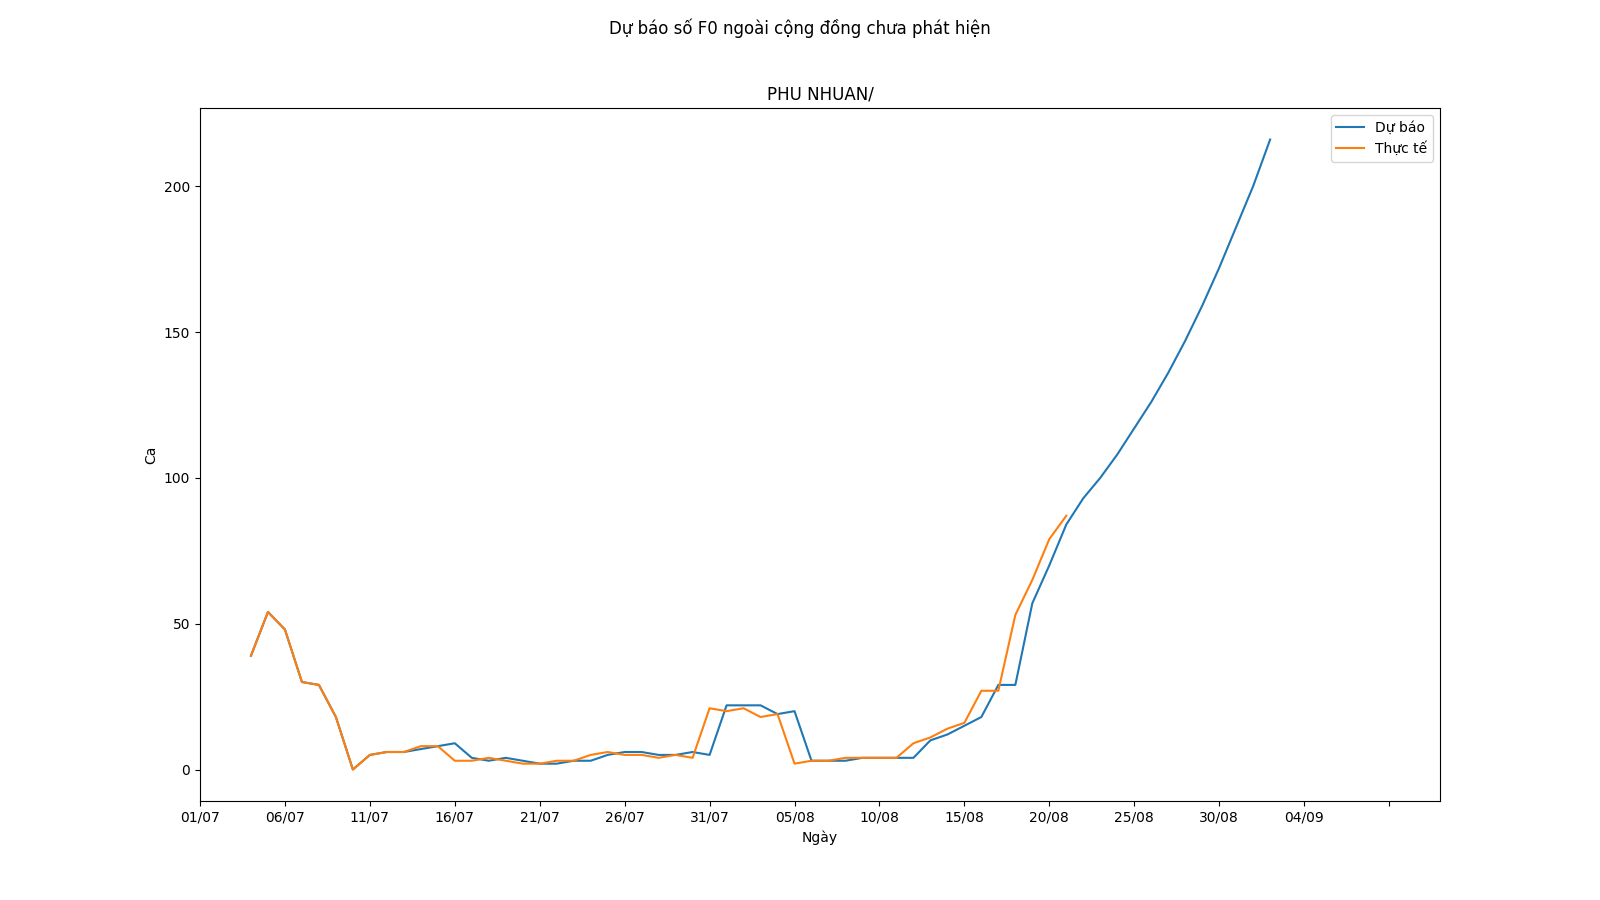 Dự báo số F0 ngoài cộng đồng chưa phát hiện
PHU NHUAN/
Dự báo
Thực tế
200
150
100
50
0
Ca
01/07 06/07 11/07 16/07 21/07 26/07 31/07 05/08 10/08 15/08 20/08 25/08 30/08 04/09
Ngày